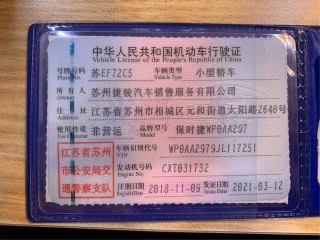 中华人民共和国机动车行驶证
Vehicle License of the People's Republic of China
号牌号码 苏EF72C5 车辆类型 小型轿车
Plate No. Vehicle Type
所有人 苏州捷骏汽车销售服务有限公司
Owner
住址 江苏省苏州市相城区元和街道太阳路2640号
Address
使用性质 非营运 品牌型号 保时捷WP0AA297
Use Character Model
江苏省苏州市公安局交通警察支队
车辆识别代号 WP0AA2979JL117251
VIN
发动机号码 CXT031732
Engine No.
注册日期 2018-11-09 发证日期 2021-03-12
Register Date Issue Date